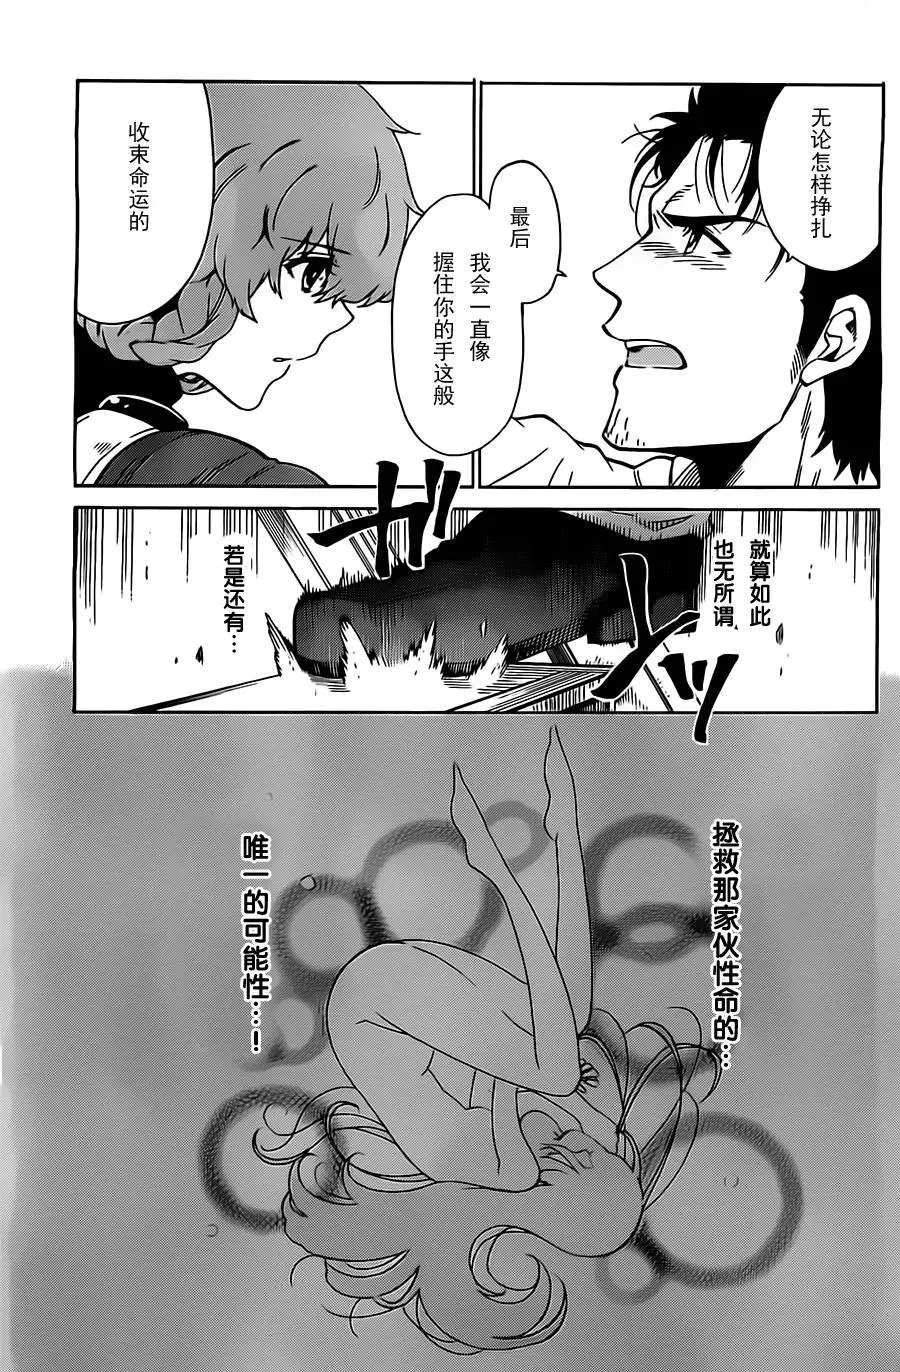 无论怎样挣扎
最后
我会一直像
握住你的手这般
收束命运的
ガ
レ
ッ
就算如此
也无所谓
若是还有…
拯救那家伙性命的…
唯一的可能性…!